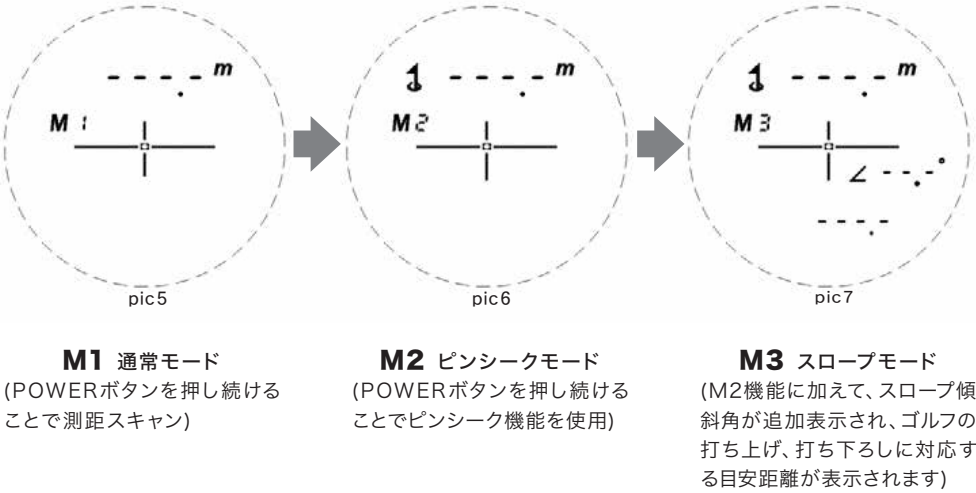 - - - . - m
M 1
pic5
- - - . - m
M 2
pic6
- - - . - m
M 3
∠ - - . - °
- - - . -
pic7
M1 通常モード
(POWERボタンを押し続ける
ことで測距スキャン)
M2 ピンシークモード
(POWERボタンを押し続ける
ことでピンシーク機能を使用)
M3 スロープモード
(M2機能に加えて、スロープ傾
斜角が追加表示され、ゴルフの
打ち上げ、打ち下ろしに対応す
る目安距離が表示されます)